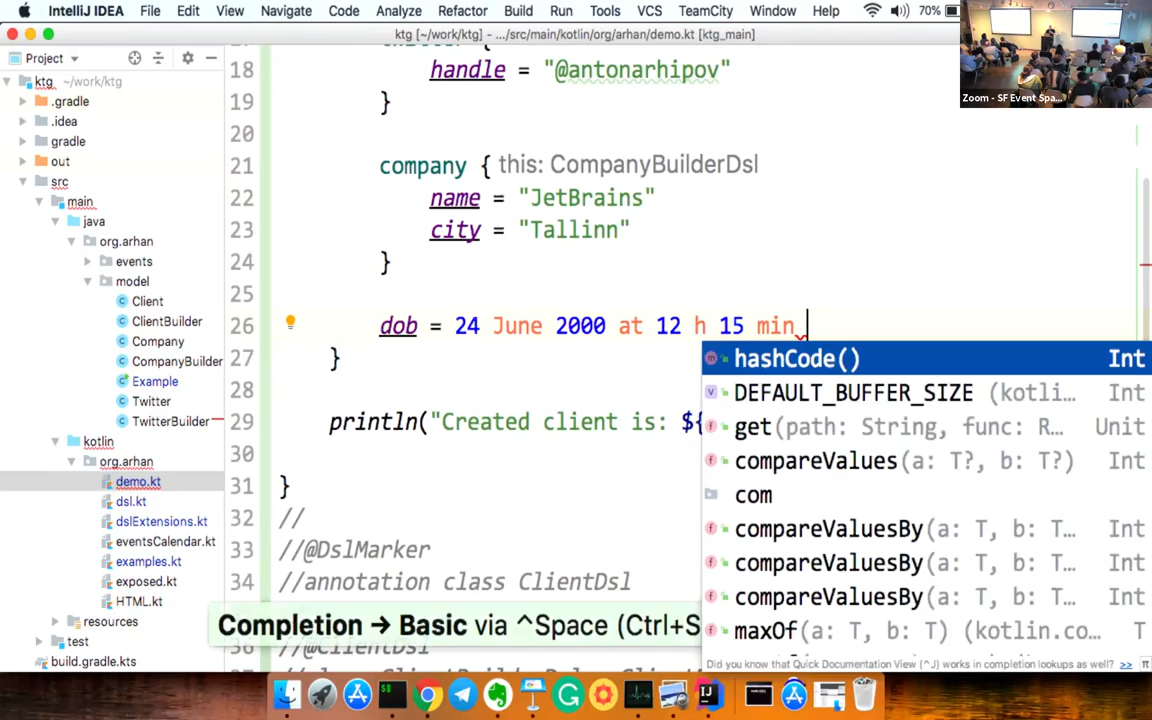 IntelliJ IDEA File Edit View Navigate Code Analyze Refactor Build Run Tools VCS TeamCity Window Help 70%
ktg [~/work/ktg] - .../src/main/kotlin/org/arhan/demo.kt [ktg_main]
Zoom - SF Event Spa...
Project
ktg ~/work/ktg
.gradle
.idea
gradle
out
src
main
java
org.arhan
events
model
Client
ClientBuilder
Company
CompanyBuilder
Example
Twitter
TwitterBuilder
kotlin
org.arhan
demo.kt
dsl.kt
dslExtensions.kt
eventsCalendar.kt
examples.kt
exposed.kt
HTML.kt
resources
test
build.gradle.kts
18 handle = "@antonarhipov"
19 }
20
21 company { this: CompanyBuilderDsl
22 name = "JetBrains"
23 city = "Tallinn"
24 }
25
26 dob = 24 June 2000 at 12 h 15 min
27 }
28
29 println("Created client is: ${
30
31 }
32 //
33 //@DslMarker
34 //annotation class ClientDsl
hashCode() Int
DEFAULT_BUFFER_SIZE (kotli... Int
get(path: String, func: R... Unit
compareValues(a: T?, b: T?) Int
com
compareValuesBy(a: T, b: T... Int
compareValuesBy(a: T, b: T... Int
compareValuesBy(a: T, b: T... Int
maxOf(a: T, b: T) (kotlin.co... T
Did you know that Quick Documentation View (^J) works in completion lookups as well? >> π
Completion → Basic via ^Space (Ctrl+S